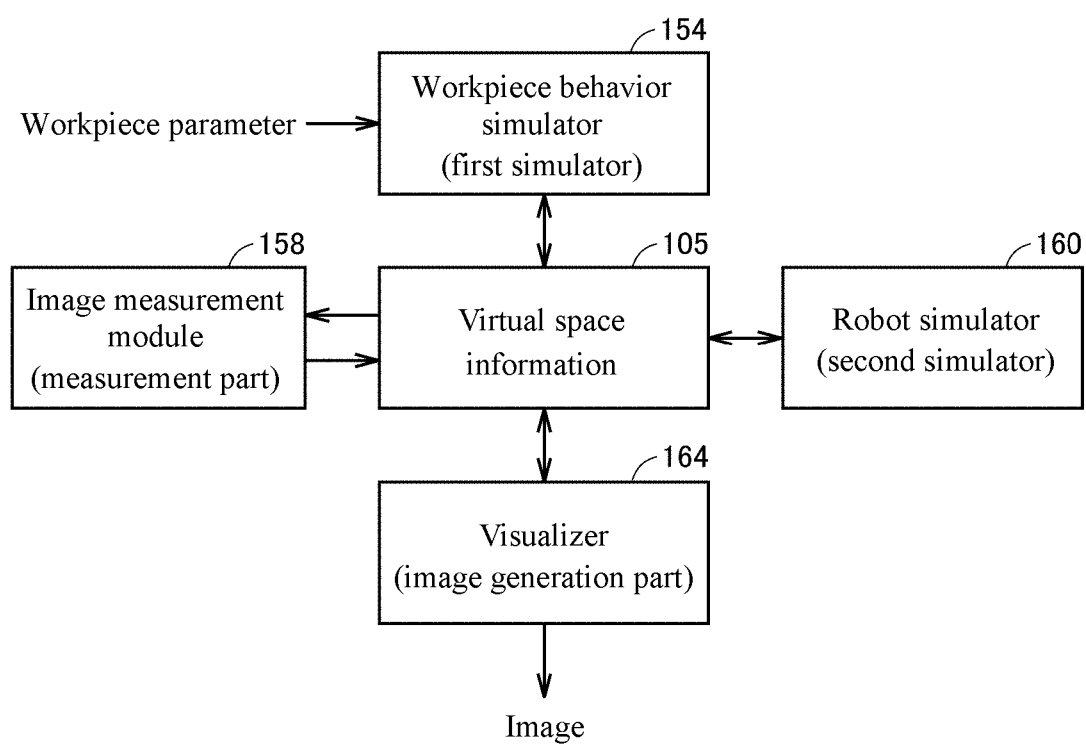 154
Workpiece behavior
simulator
(first simulator)
Workpiece parameter
158
Image measurement
module
(measurement part)
105
Virtual space
information
160
Robot simulator
(second simulator)
164
Visualizer
(image generation part)
Image